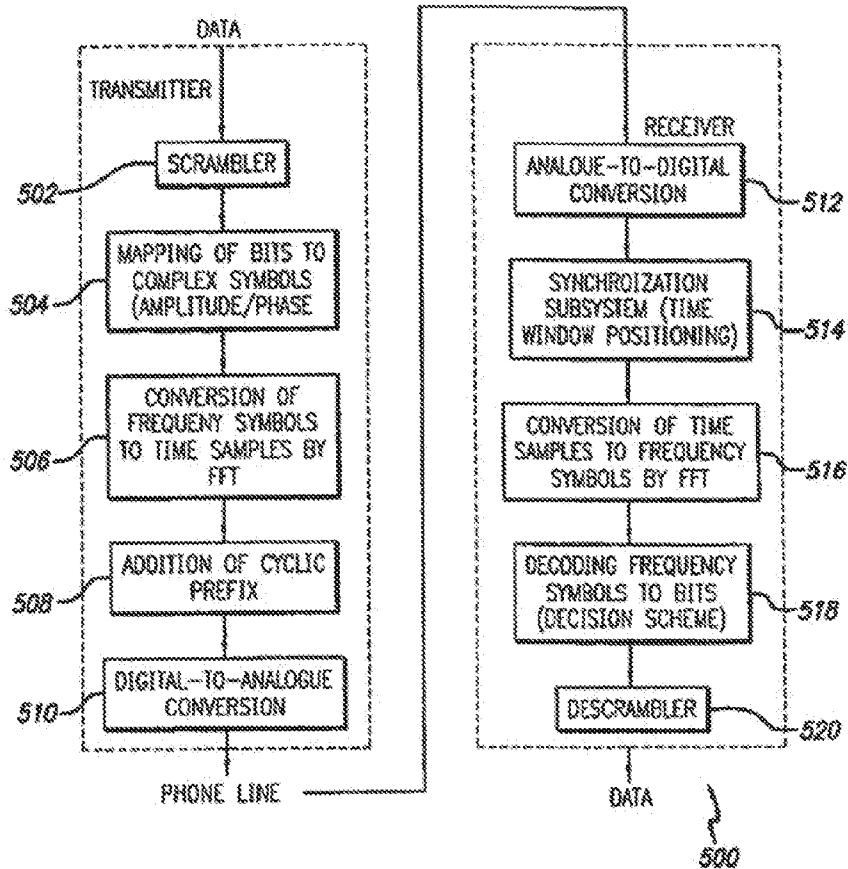 DATA
TRANSMITTER
502
SCRAMBLER
504
MAPPING OF BITS TO
COMPLEX SYMBOLS
(AMPLITUDE/PHASE
506
CONVERSION OF
FREQUENY SYMBOLS
TO TIME SAMPLES BY
FFT
508
ADDITION OF CYCLIC
PREFIX
510
DIGITAL-TO-ANALOGUE
CONVERSION
PHONE LINE
RECEIVER
ANALOUE-TO-DIGITAL
CONVERSION
512
SYNCHROIZATION
SUBSYSTEM (TIME
WINDOW POSITIONING)
514
CONVERSION OF TIME
SAMPLES TO FREQUENCY
SYMBOLS BY FFT
516
DECODING FREQUENCY
SYMBOLS TO BITS
(DECISION SCHEME)
518
DESCRAMBLER
520
DATA
500